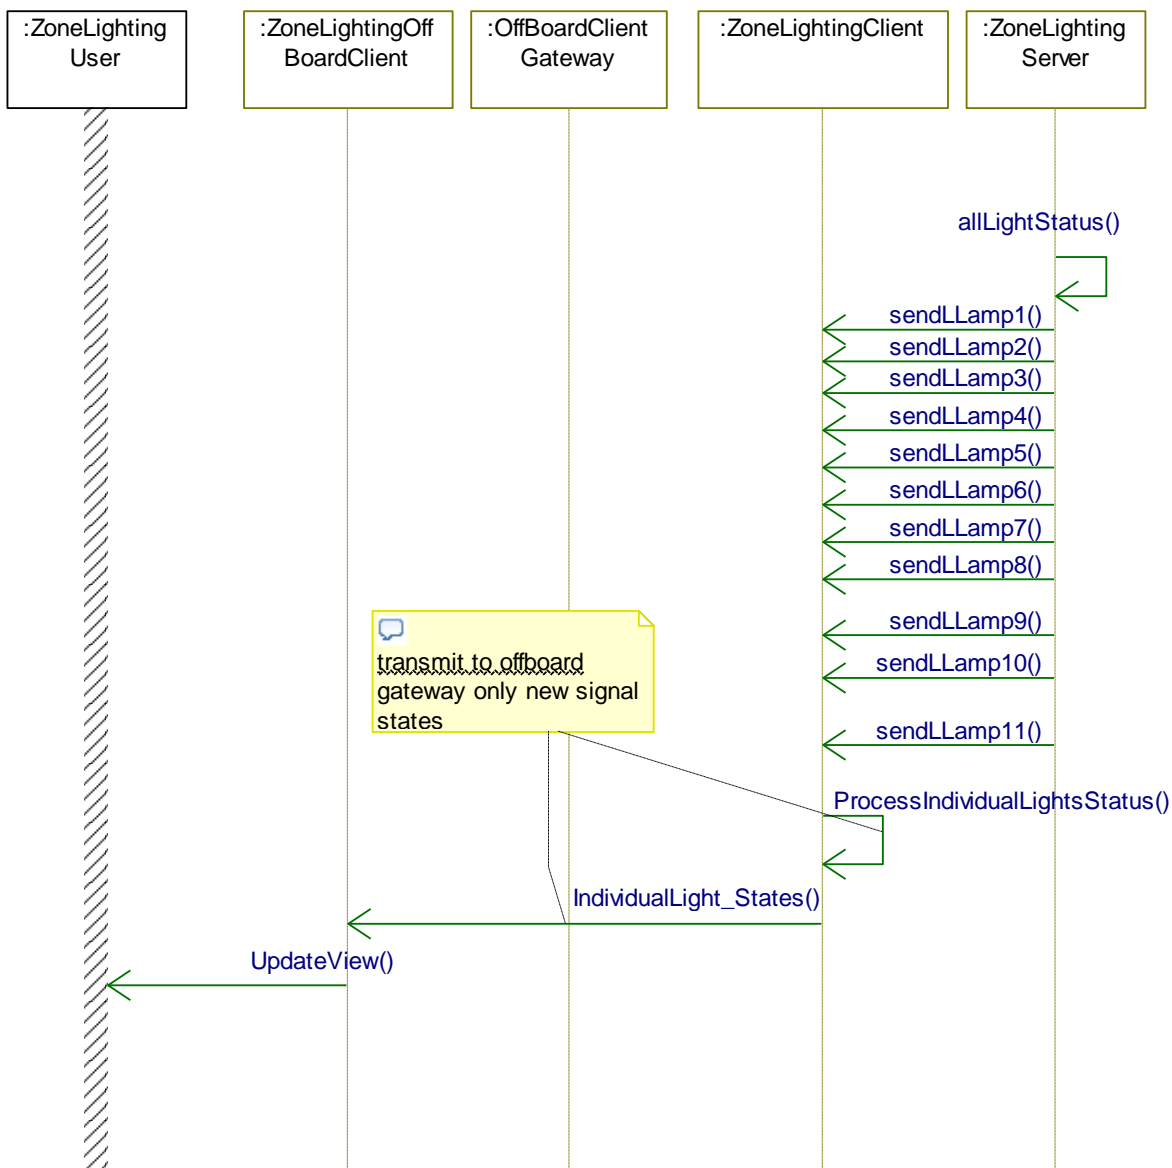 :ZoneLighting
User
:ZoneLightingOff
BoardClient
:OffBoardClient
Gateway
:ZoneLightingClient
:ZoneLighting
Server
allLightStatus()
sendLLamp1()
sendLLamp2()
sendLLamp3()
sendLLamp4()
sendLLamp5()
sendLLamp6()
sendLLamp7()
sendLLamp8()
sendLLamp9()
sendLLamp10()
sendLLamp11()
transmit to offboard
gateway only new signal
states
ProcessIndividualLightsStatus()
IndividualLight_States()
UpdateView()